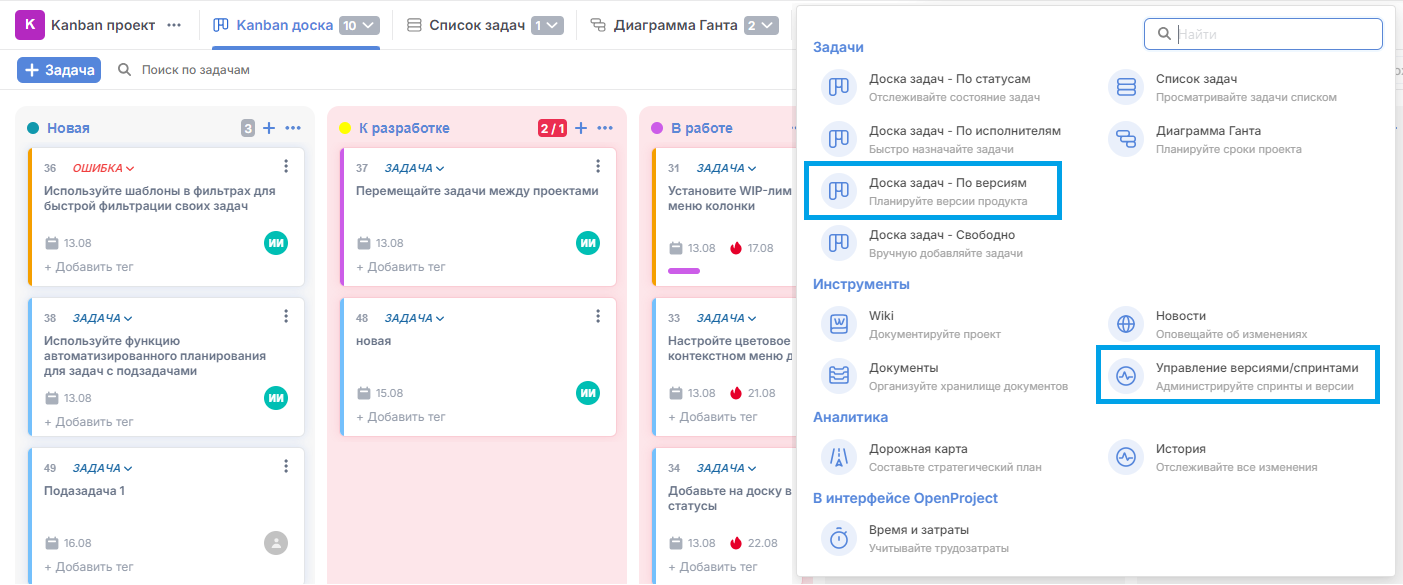 K Kanban проект
Kanban доска 10
Список задач 1
Диаграмма Ганта 2
+ Задача
Поиск по задачам
Новая 3
36 ОШИБКА
Используйте шаблоны в фильтрах для
быстрой фильтрации своих задач
13.08
ИИ
+ Добавить тег
38 ЗАДАЧА
Используйте функцию
автоматизированного планирования
для задач с подзадачами
13.08
ИИ
+ Добавить тег
49 ЗАДАЧА
Подазадача 1
16.08
+ Добавить тег
К разработке 2 / 1
37 ЗАДАЧА
Перемещайте задачи между проектами
13.08
ИИ
+ Добавить тег
48 ЗАДАЧА
новая
15.08
ИИ
+ Добавить тег
В работе
31 ЗАДАЧА
Установите WIP-лим
меню колонки
13.08 17.08
33 ЗАДАЧА
Настройте цветовое
контекстном меню д
13.08 21.08
+ Добавить тег
34 ЗАДАЧА
Добавьте на доску в
статусы
13.08 22.08
+ Добавить тег
Найти
Задачи
Доска задач - По статусам
Отслеживайте состояние задач
Список задач
Просматривайте задачи списком
Доска задач - По исполнителям
Быстро назначайте задачи
Диаграмма Ганта
Планируйте сроки проекта
Доска задач - По версиям
Планируйте версии продукта
Доска задач - Свободно
Вручную добавляйте задачи
Инструменты
Wiki
Документируйте проект
Новости
Оповещайте об изменениях
Документы
Организуйте хранилище документов
Управление версиями/спринтами
Администрируйте спринты и версии
Аналитика
Дорожная карта
Составьте стратегический план
История
Отслеживайте все изменения
В интерфейсе OpenProject
Время и затраты
Учитывайте трудозатраты